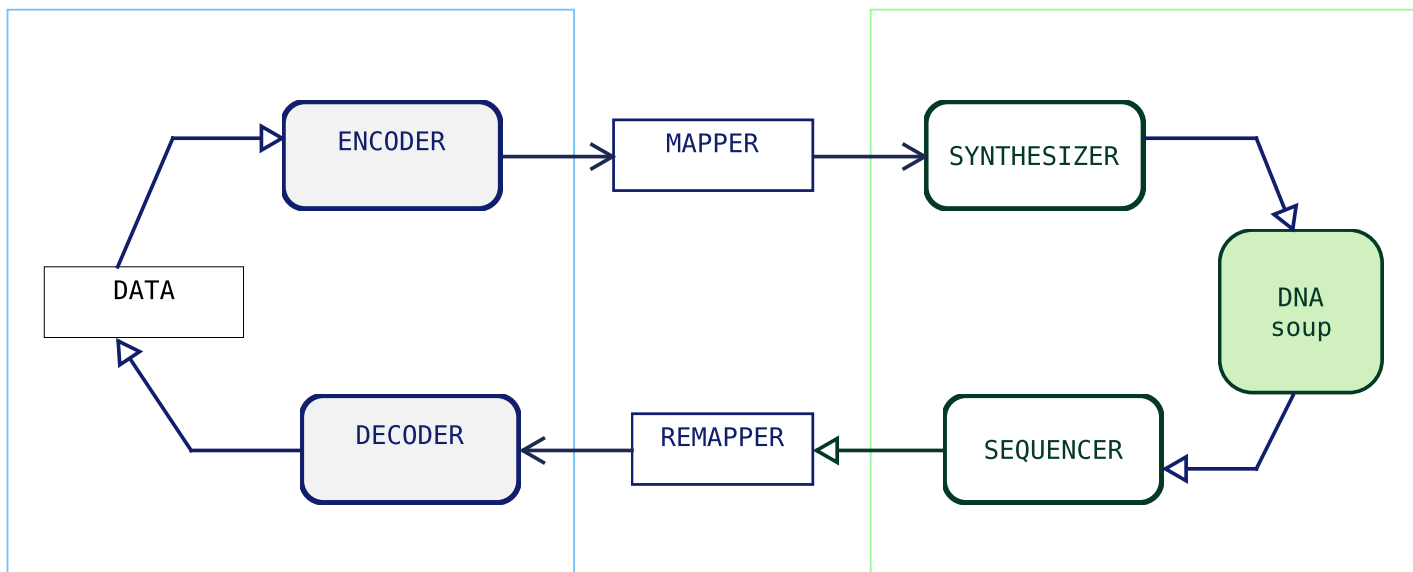 ENCODER
MAPPER
SYNTHESIZER
DATA
DNA
soup
DECODER
REMAPPER
SEQUENCER